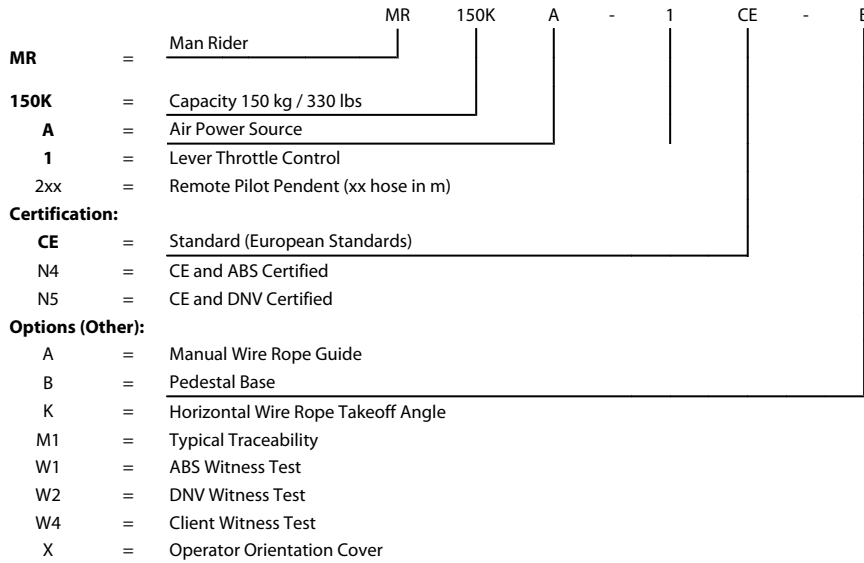 MR 150K A - 1 CE - B
MR = Man Rider
150K = Capacity 150 kg / 330 lbs
A = Air Power Source
1 = Lever Throttle Control
2xx = Remote Pilot Pendent (xx hose in m)
Certification:
CE = Standard (European Standards)
N4 = CE and ABS Certified
N5 = CE and DNV Certified
Options (Other):
A = Manual Wire Rope Guide
B = Pedestal Base
K = Horizontal Wire Rope Takeoff Angle
M1 = Typical Traceability
W1 = ABS Witness Test
W2 = DNV Witness Test
W4 = Client Witness Test
X = Operator Orientation Cover